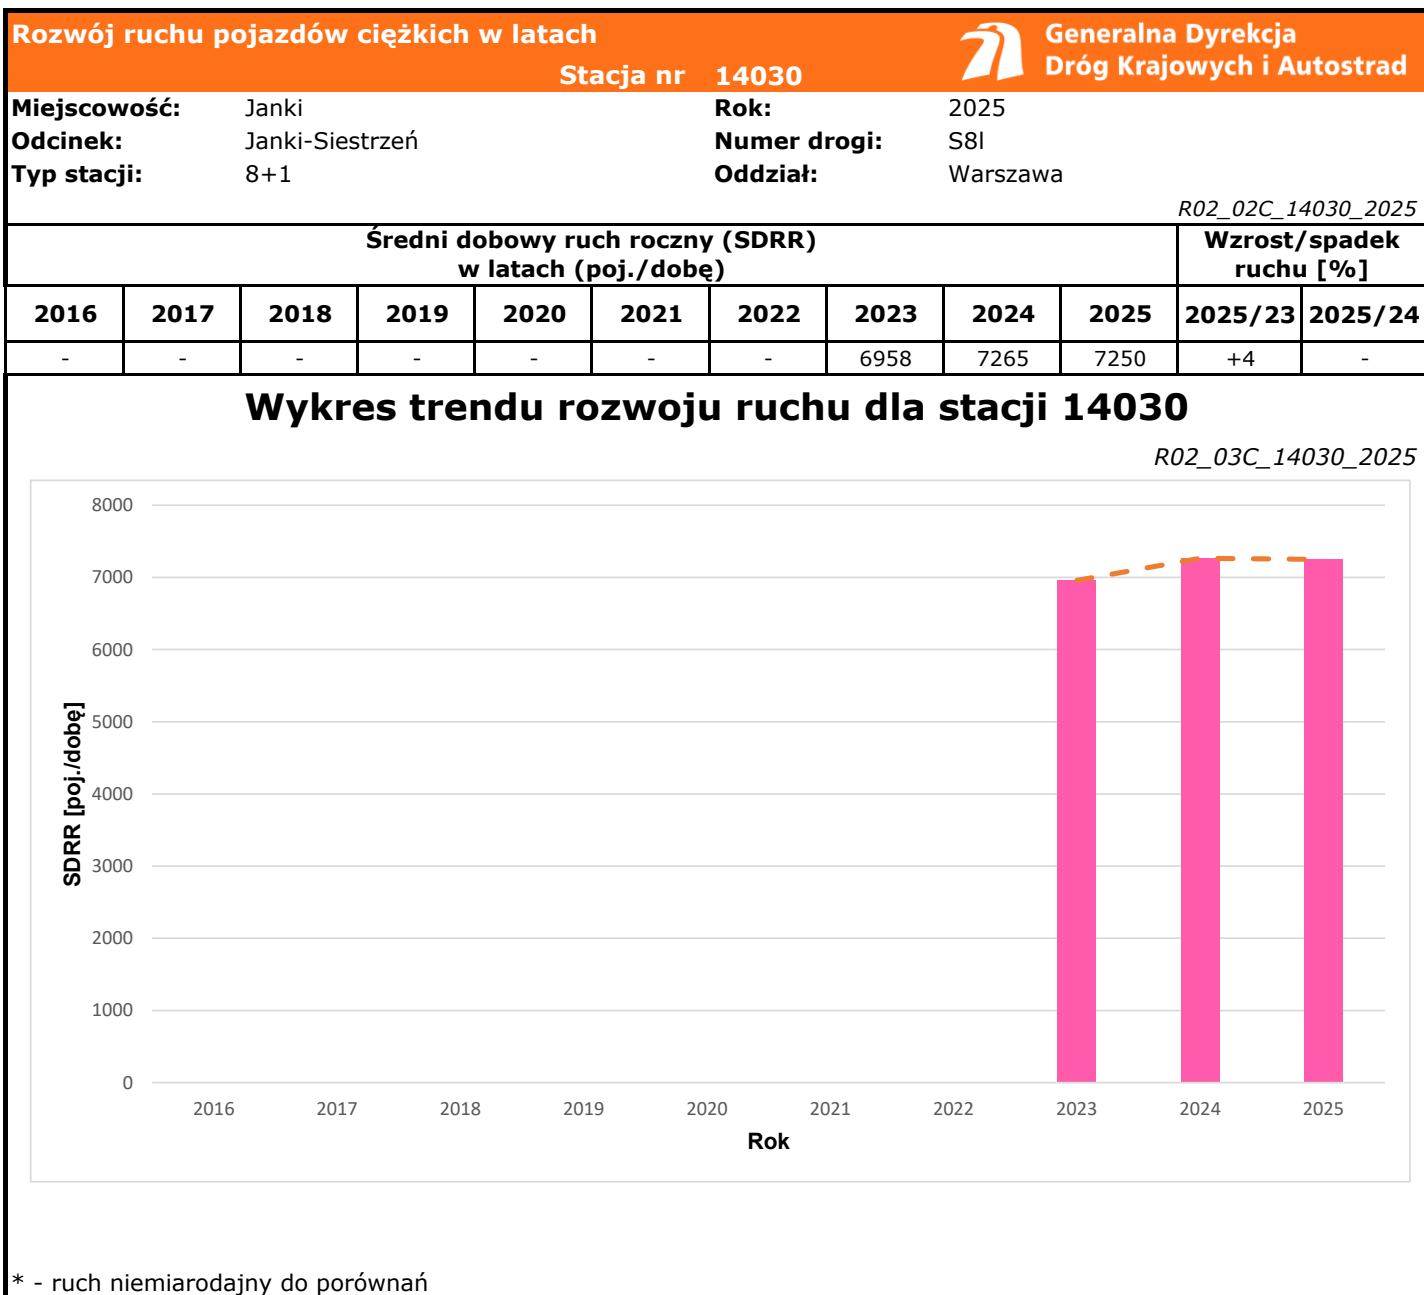 Rozwój ruchu pojazdów ciężkich w latach
Stacja nr 14030
Generalna Dyrekcja
Dróg Krajowych i Autostrad
Miejscowość: Janki Rok: 2025
Odcinek: Janki-Siestrzeń Numer drogi: S8l
Typ stacji: 8+1 Oddział: Warszawa
R02_02C_14030_2025
Średni dobowy ruch roczny (SDRR)
w latach (poj./dobę)
Wzrost/spadek
ruchu [%]
2016 2017 2018 2019 2020 2021 2022 2023 2024 2025 2025/23 2025/24
- - - - - - - 6958 7265 7250 +4 -
Wykres trendu rozwoju ruchu dla stacji 14030
R02_03C_14030_2025
8000
7000
6000
5000
4000
3000
2000
1000
0
SDRR [poj./dobę]
2016 2017 2018 2019 2020 2021 2022 2023 2024 2025
Rok
* - ruch niemiarodajny do porównań